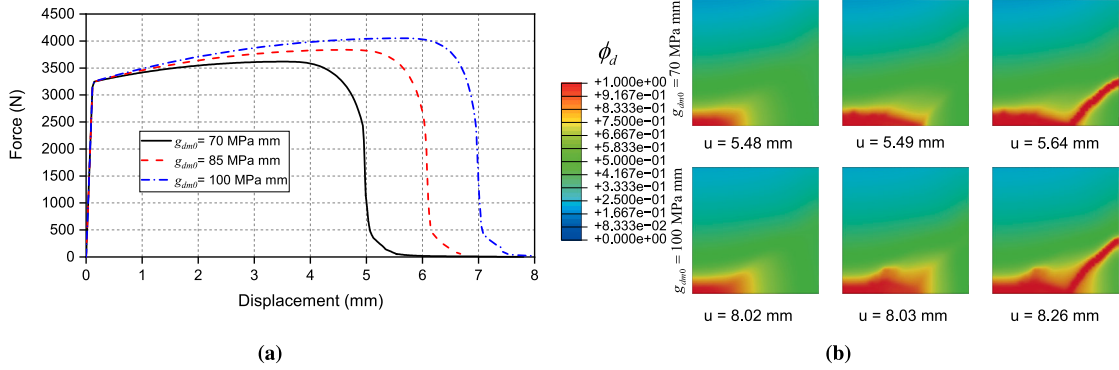 4500
4000
3500
3000
2500
2000
1500
1000
500
0
Force (N)
g_dm0= 70 MPa mm
g_dm0= 85 MPa mm
g_dm0= 100 MPa mm
0 1 2 3 4 5 6 7 8
Displacement (mm)
(a)
ϕ_d
+1.000e+00
+9.167e−01
+8.333e−01
+7.500e−01
+6.667e−01
+5.833e−01
+5.000e−01
+4.167e−01
+3.333e−01
+2.500e−01
+1.667e−01
+8.333e−02
+0.000e+00
g_dm0 = 70 MPa mm
u = 5.48 mm u = 5.49 mm u = 5.64 mm
g_dm0 = 100 MPa mm
u = 8.02 mm u = 8.03 mm u = 8.26 mm
(b)